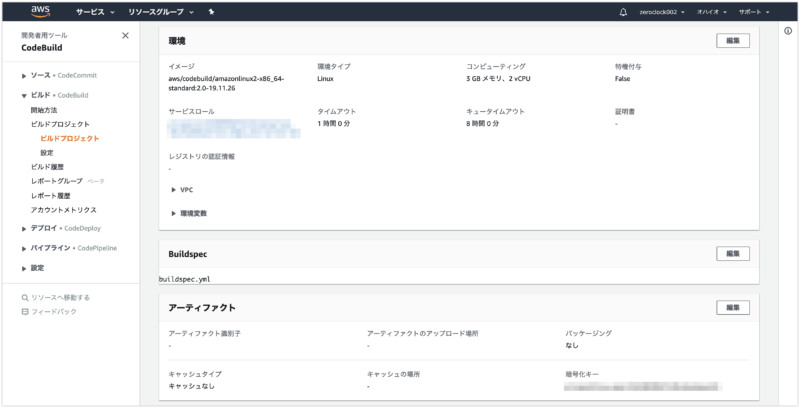 aws サービス リソースグループ zeroclock002 オハイオ サポート
開発者用ツール
CodeBuild
ソース • CodeCommit
ビルド • CodeBuild
開始方法
ビルドプロジェクト
ビルドプロジェクト
設定
ビルド履歴
レポートグループ ベータ
レポート履歴
アカウントメトリクス
デプロイ • CodeDeploy
パイプライン • CodePipeline
設定
リソースへ移動する
フィードバック
環境 編集
イメージ 環境タイプ コンピューティング 特権付与
aws/codebuild/amazonlinux2-x86_64-standard:2.0-19.11.26 Linux 3 GB メモリ、2 vCPU False
サービスロール タイムアウト キュータイムアウト 証明書
1 時間 0 分 8 時間 0 分 -
レジストリの認証情報
-
VPC
環境変数
Buildspec 編集
buildspec.yml
アーティファクト 編集
アーティファクト識別子 アーティファクトのアップロード場所 パッケージング
- - なし
キャッシュタイプ キャッシュの場所 暗号化キー
キャッシュなし -